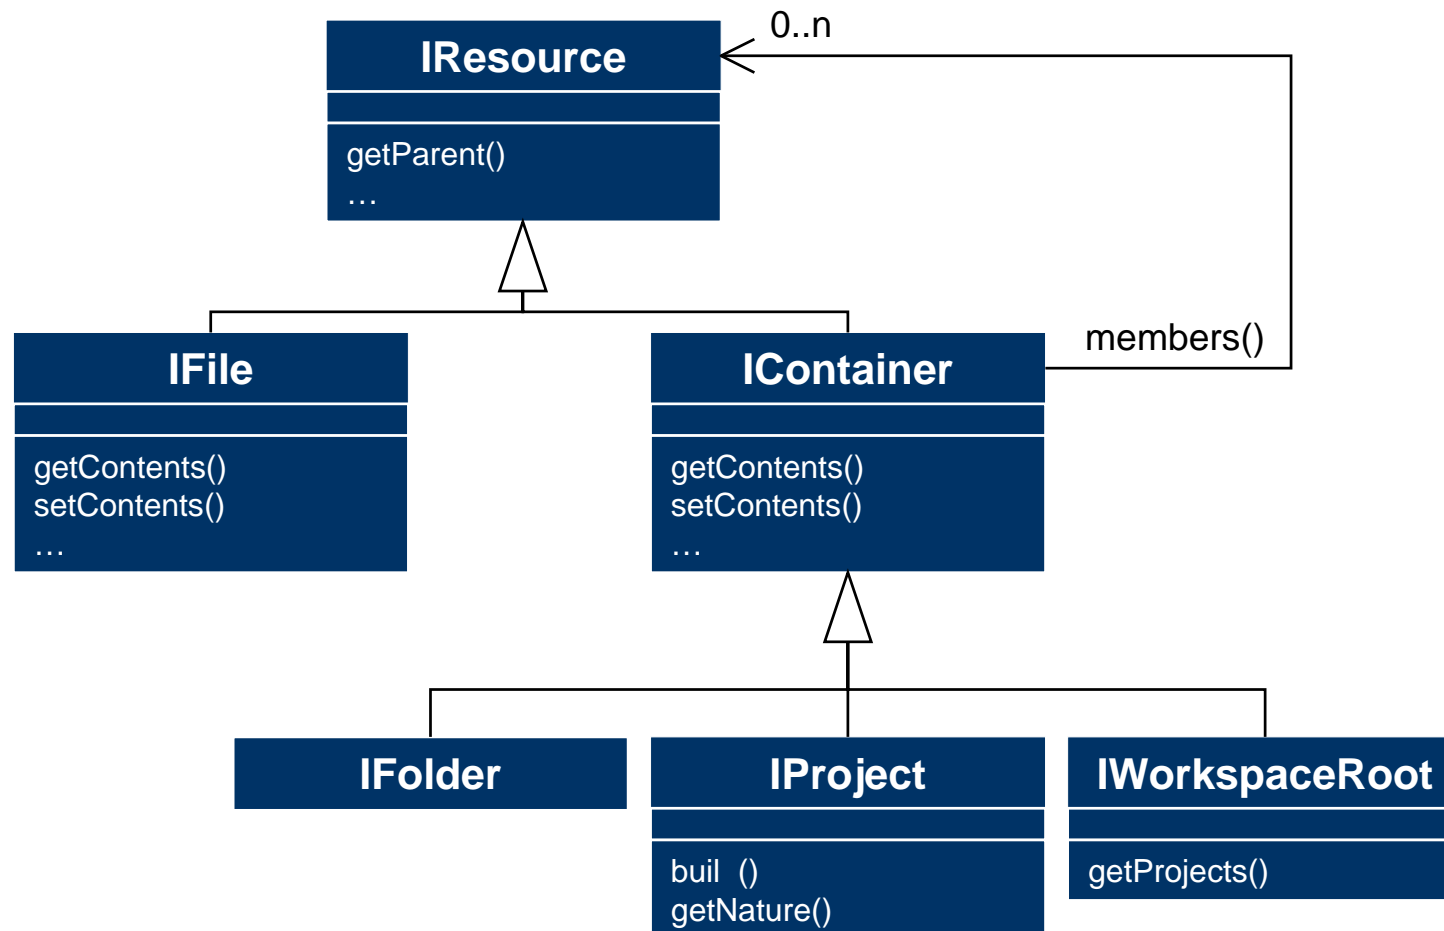 0..n
IResource
getParent()
…
members()
IFile
getContents()
setContents()
…
IContainer
getContents()
setContents()
…
IFolder
IProject
buil ()
getNature()
IWorkspaceRoot
getProjects()